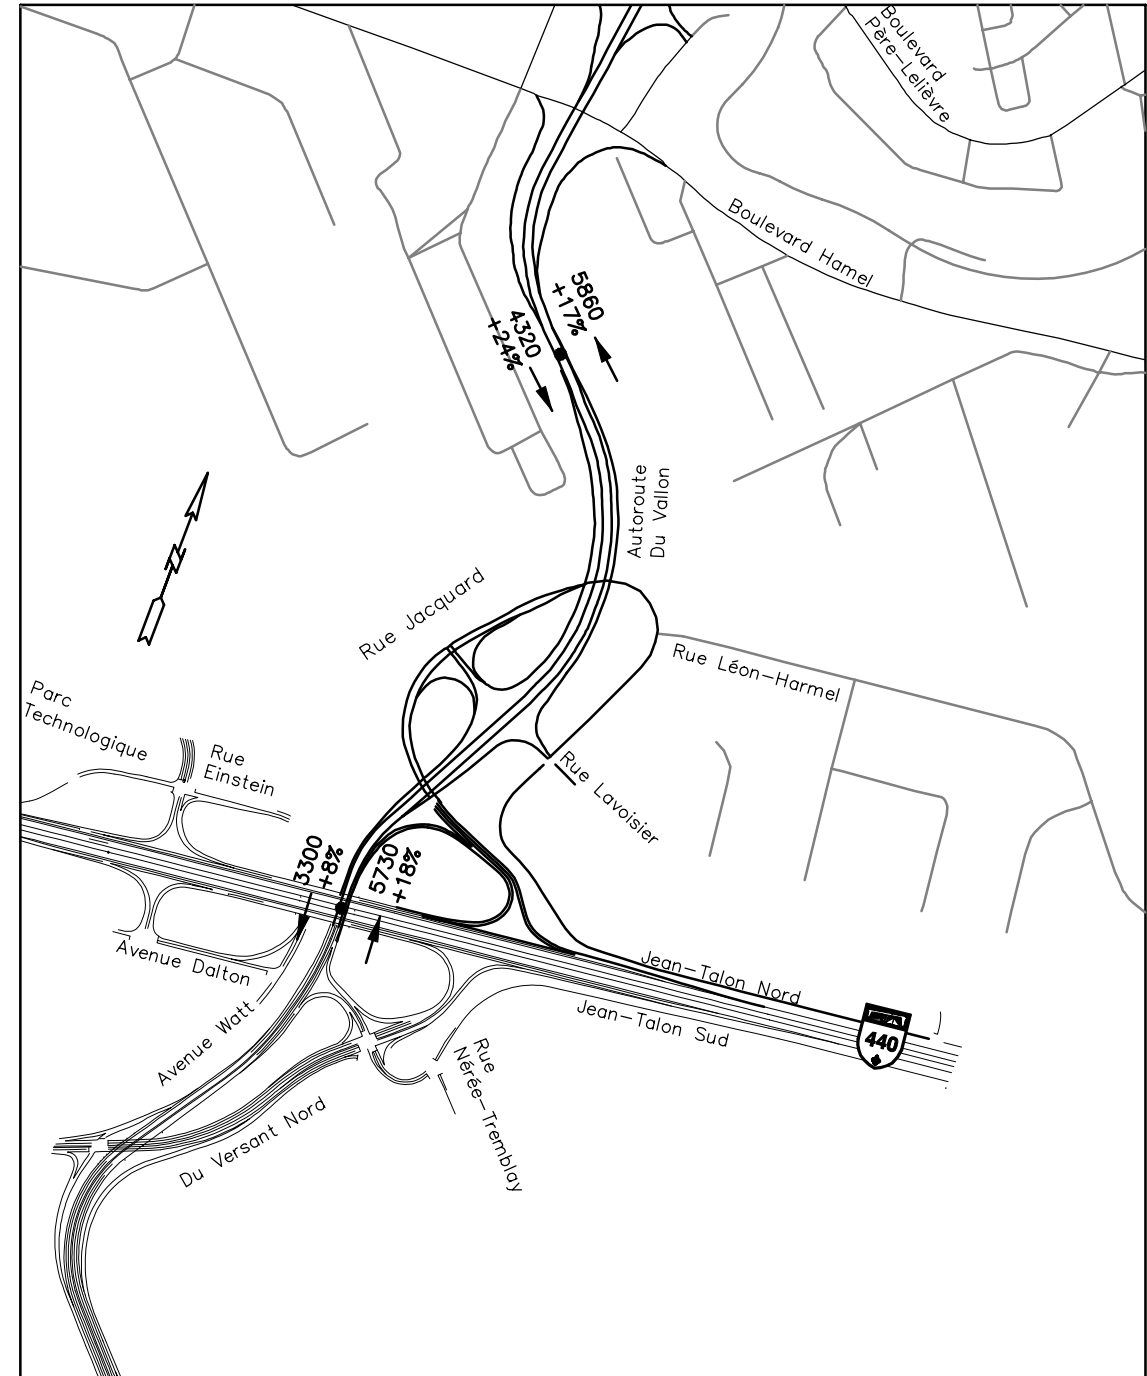 Boulevard
Père-Lelièvre
Boulevard Hamel
5860
+17%
4320
+24%
Autoroute
Du Vallon
Rue Jacquard
Rue Léon-Harmel
Parc
Technologique
Rue
Einstein
Rue Lavoisier
3300
+8%
5730
+18%
Avenue Dalton
Jean-Talon Nord
Jean-Talon Sud
440
Avenue Watt
Rue
Nérée-Tremblay
Du Versant Nord
N